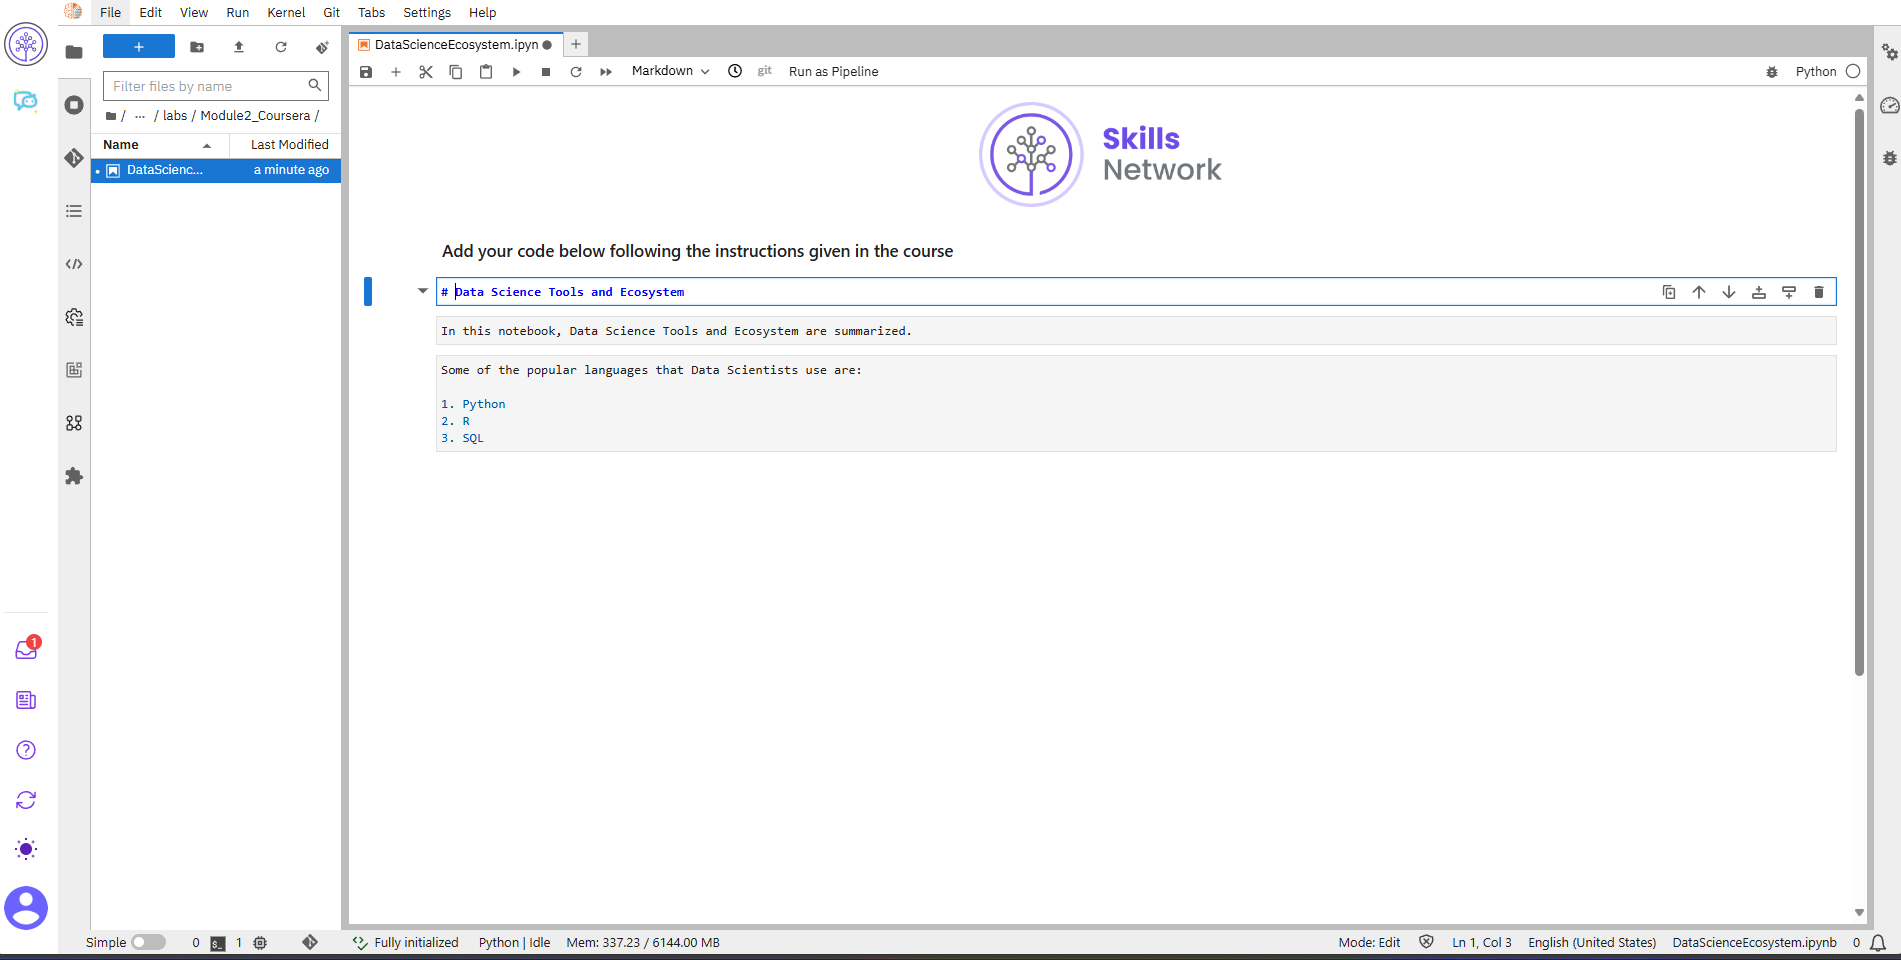 File Edit View Run Kernel Git Tabs Settings Help
+
Filter files by name
/ ... / labs / Module2_Coursera /
Name Last Modified
DataScienc... a minute ago
DataScienceEcosystem.ipyn
Markdown git Run as Pipeline Python
Skills
Network
Add your code below following the instructions given in the course
# Data Science Tools and Ecosystem
In this notebook, Data Science Tools and Ecosystem are summarized.
Some of the popular languages that Data Scientists use are:
1. Python
2. R
3. SQL
1
Simple 0 $_ 1 Fully initialized Python | Idle Mem: 337.23 / 6144.00 MB Mode: Edit Ln 1, Col 3 English (United States) DataScienceEcosystem.ipynb 0